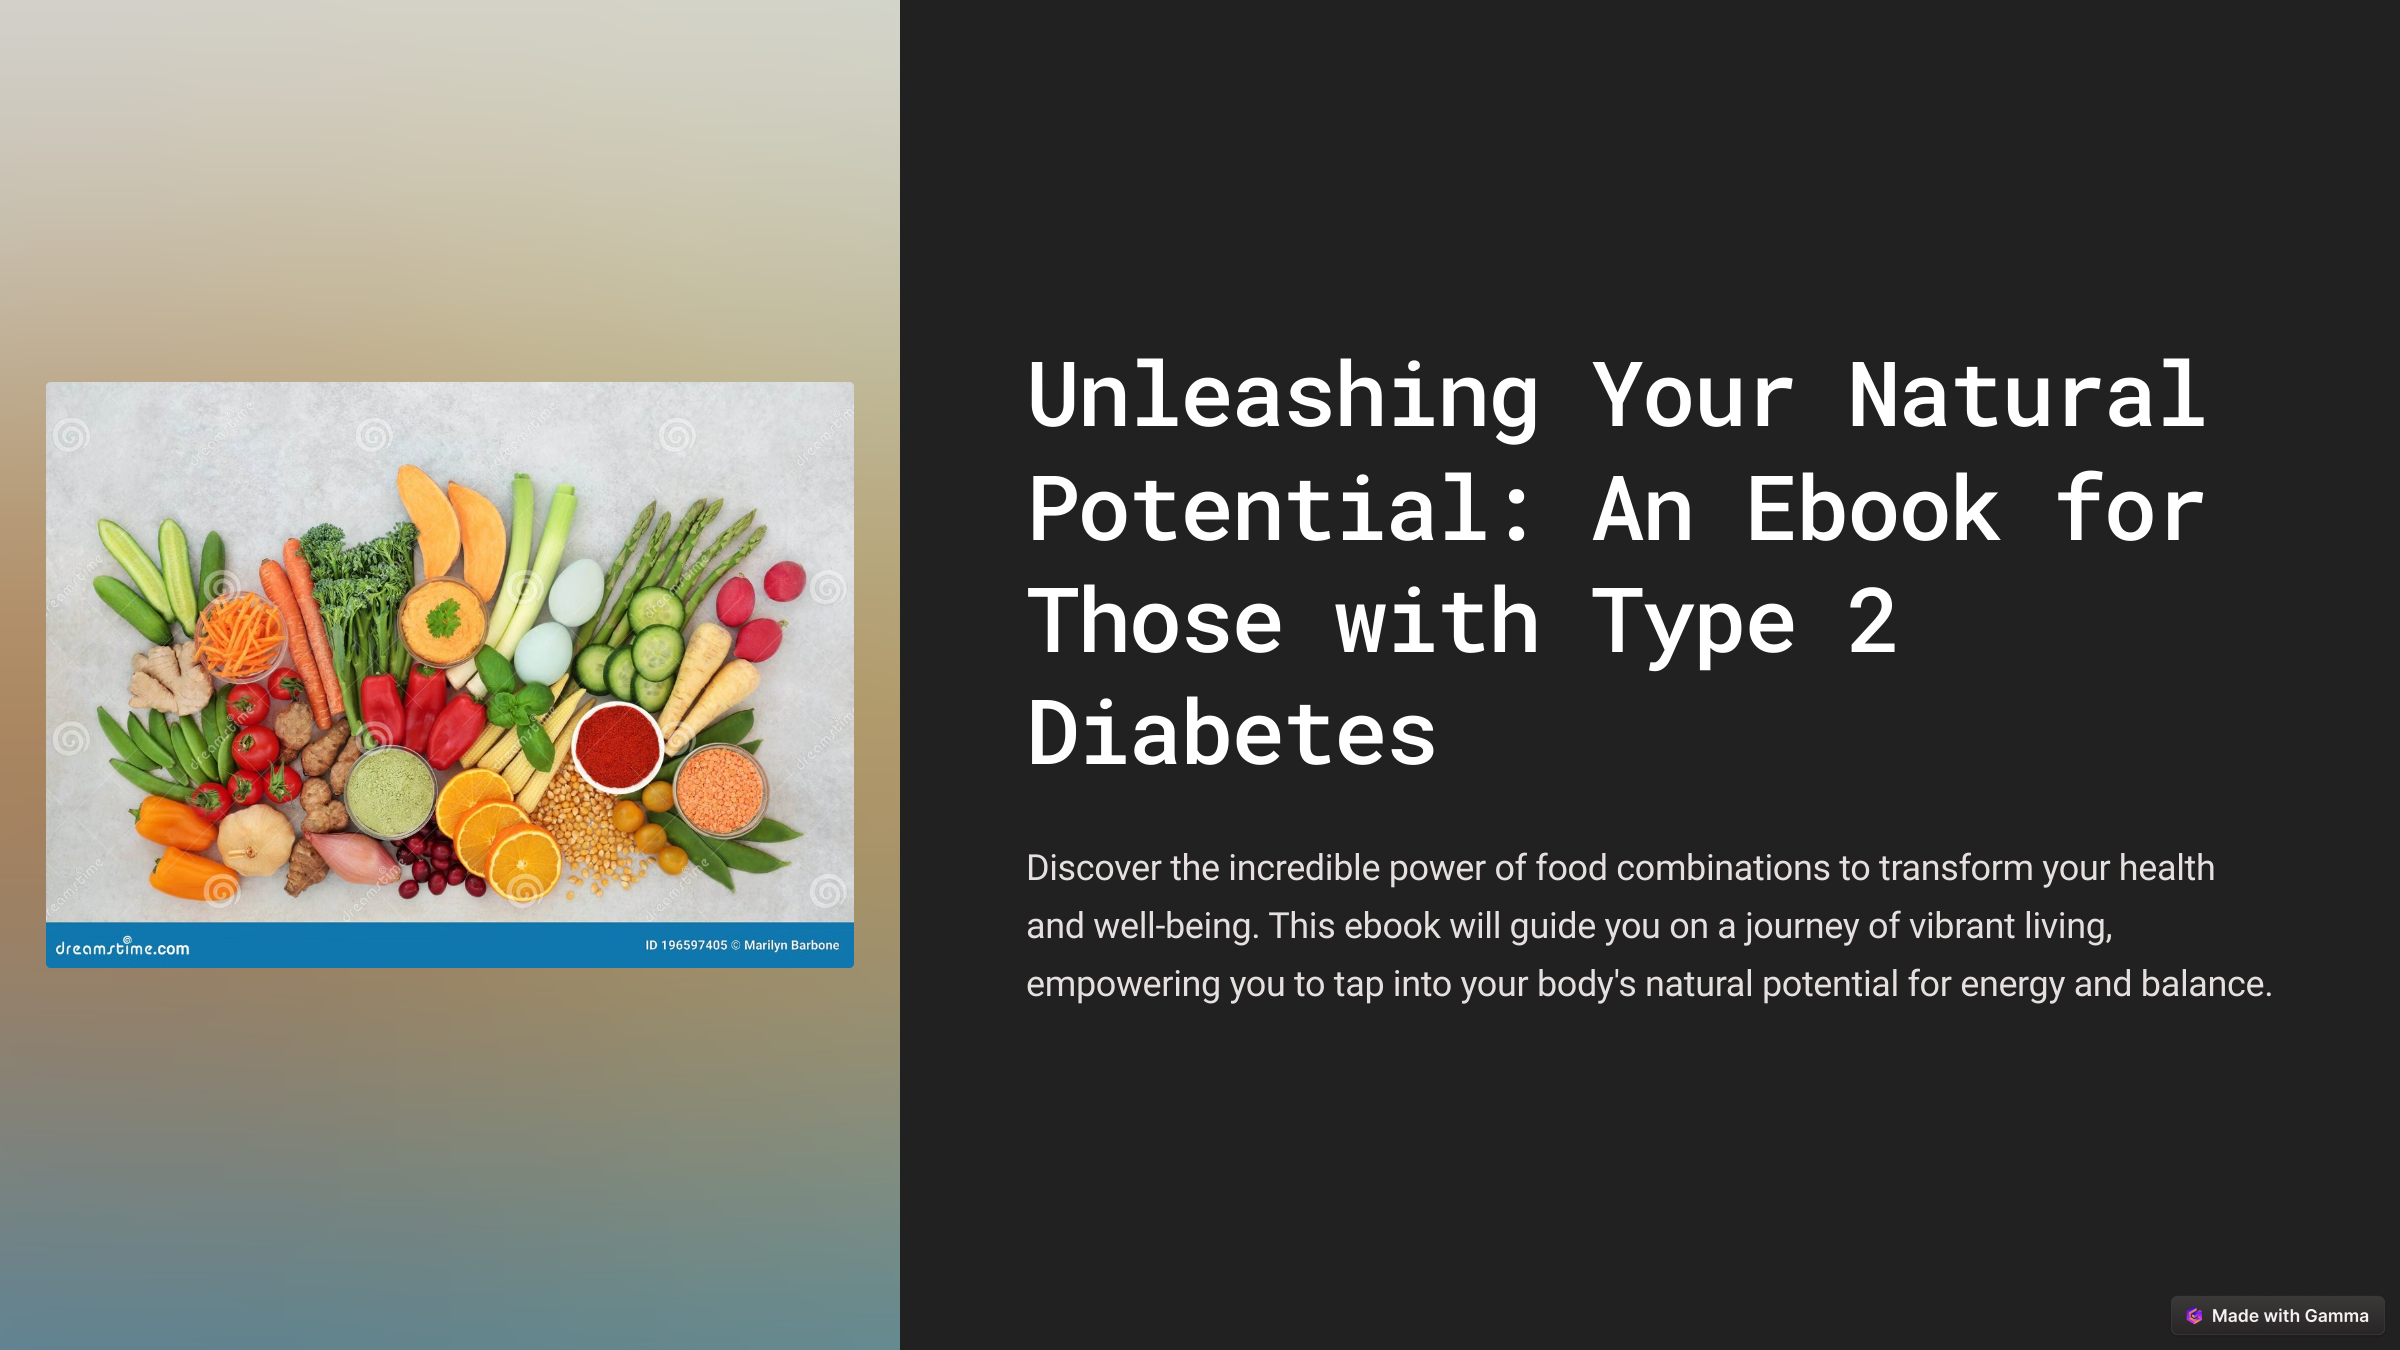 Unleashing Your Natural
Potential: An Ebook for
Those with Type 2
Diabetes
Discover the incredible power of food combinations to transform your health
and well-being. This ebook will guide you on a journey of vibrant living,
empowering you to tap into your body's natural potential for energy and balance.
dreamstime.com
ID 196597405 © Marilyn Barbone
Made with Gamma